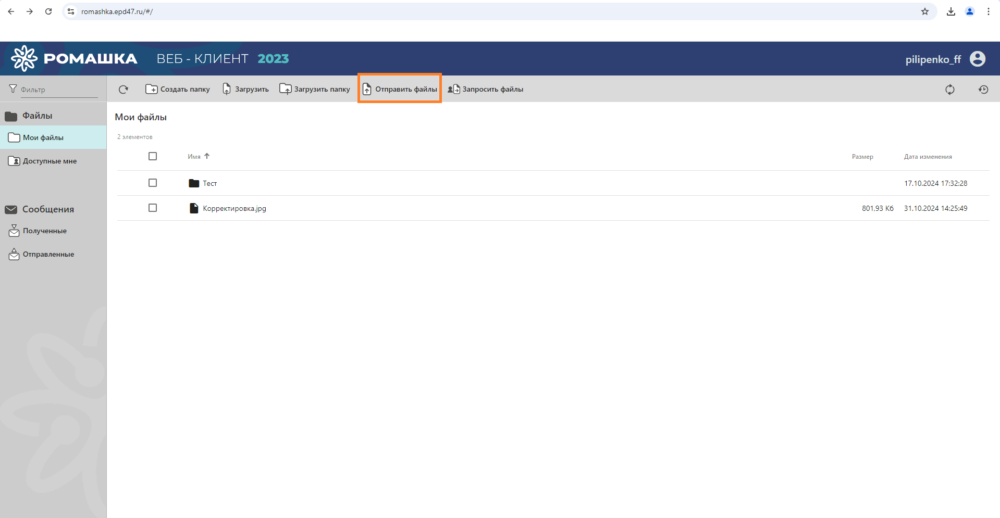 romashka.epd47.ru/#/
РОМАШКА ВЕБ - КЛИЕНТ 2023 pilipenko_ff
Фильтр Создать папку Загрузить Загрузить папку Отправить файлы Запросить файлы
Файлы
Мои файлы
Доступные мне
Сообщения
Полученные
Отправленные
Мои файлы
2 элементов
Имя Размер Дата изменения
Тест 17.10.2024 17:32:28
Корректировка.jpg 801,93 Кб 31.10.2024 14:25:49